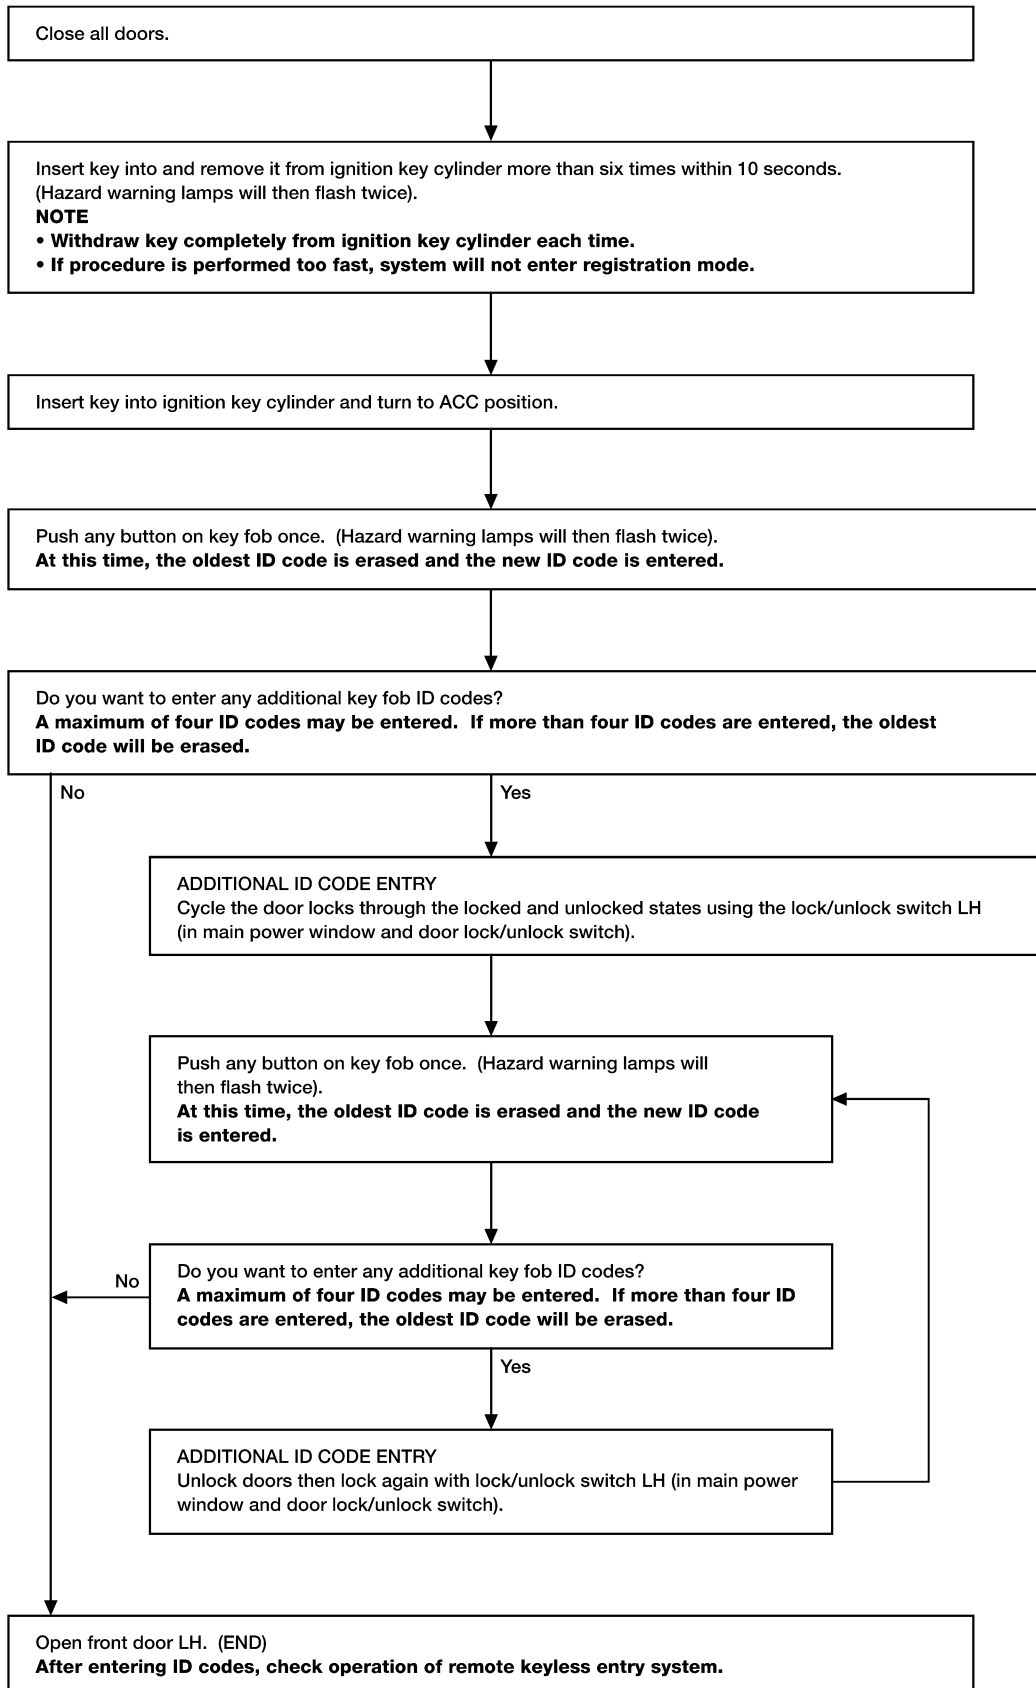 Close all doors.
Insert key into and remove it from ignition key cylinder more than six times within 10 seconds.
(Hazard warning lamps will then flash twice).
NOTE
• Withdraw key completely from ignition key cylinder each time.
• If procedure is performed too fast, system will not enter registration mode.
Insert key into ignition key cylinder and turn to ACC position.
Push any button on key fob once.  (Hazard warning lamps will then flash twice).
At this time, the oldest ID code is erased and the new ID code is entered.
Do you want to enter any additional key fob ID codes?
A maximum of four ID codes may be entered.  If more than four ID codes are entered, the oldest
ID code will be erased.
No
Yes
ADDITIONAL ID CODE ENTRY
Cycle the door locks through the locked and unlocked states using the lock/unlock switch LH
(in main power window and door lock/unlock switch).
Push any button on key fob once.  (Hazard warning lamps will
then flash twice).
At this time, the oldest ID code is erased and the new ID code
is entered.
No
Do you want to enter any additional key fob ID codes?
A maximum of four ID codes may be entered.  If more than four ID
codes are entered, the oldest ID code will be erased.
Yes
ADDITIONAL ID CODE ENTRY
Unlock doors then lock again with lock/unlock switch LH (in main power
window and door lock/unlock switch).
Open front door LH.  (END)
After entering ID codes, check operation of remote keyless entry system.